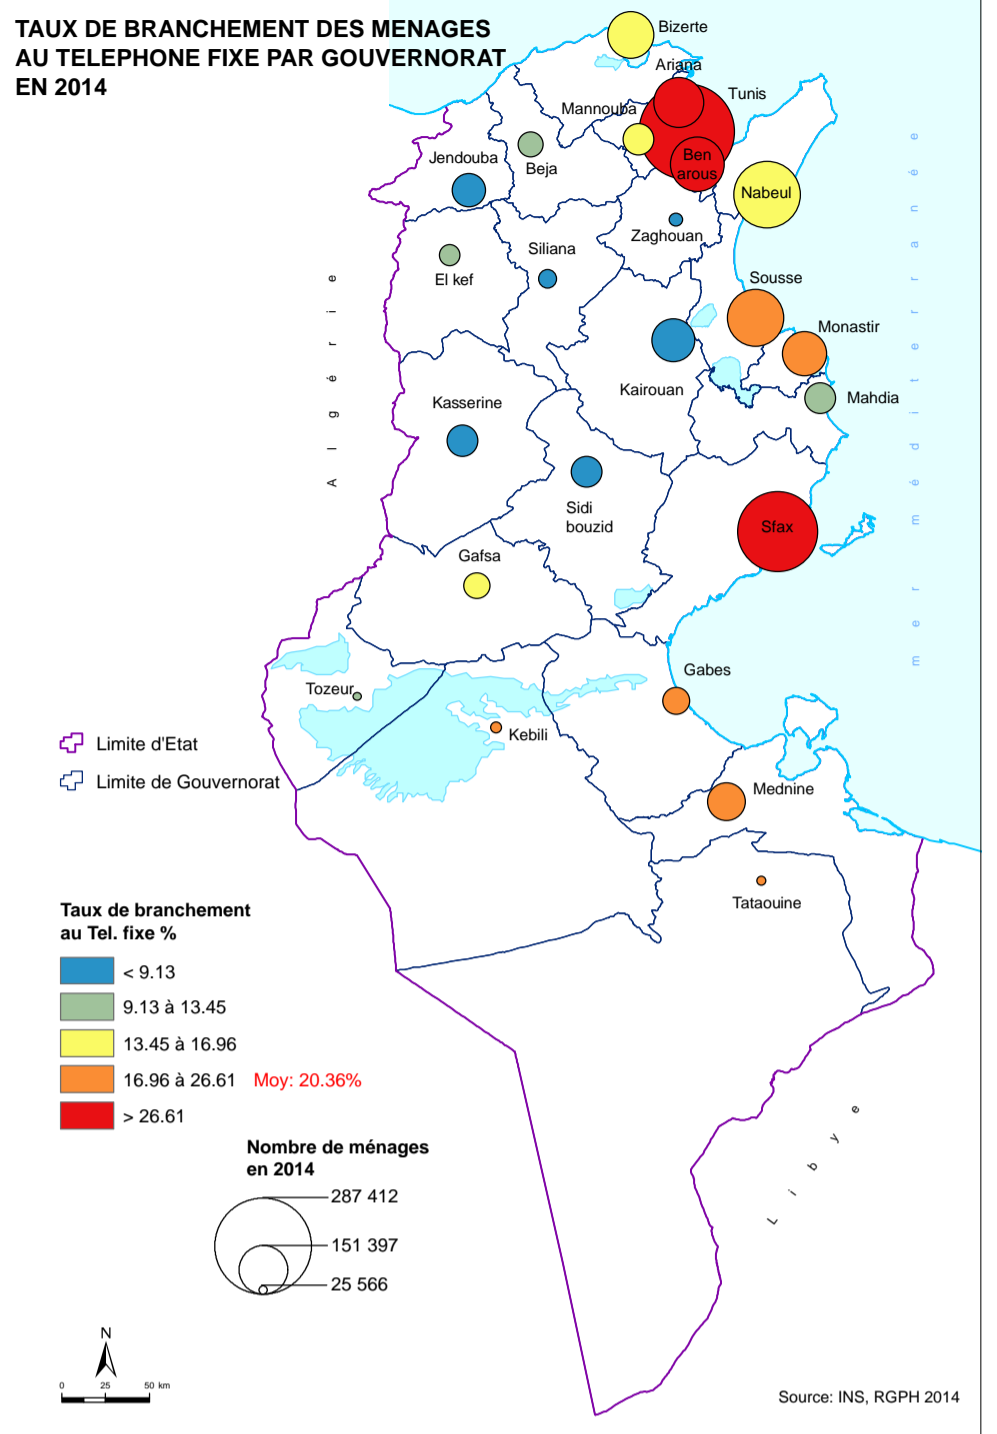 TAUX DE BRANCHEMENT DES MENAGES
AU TELEPHONE FIXE PAR GOUVERNORAT
EN 2014
Bizerte
Ariana
Tunis
Mannouba
Ben
arous
Jendouba
Beja
Nabeul
Zaghouan
Siliana
El kef
Sousse
Monastir
Kairouan
Mahdia
Kasserine
Sidi
bouzid
Sfax
Gafsa
Gabes
Tozeur
Kebili
Mednine
Tataouine
Algérie
mer méditerranée
Libye
Limite d'Etat
Limite de Gouvernorat
Taux de branchement
au Tel. fixe %
< 9.13
9.13 à 13.45
13.45 à 16.96
16.96 à 26.61 Moy: 20.36%
> 26.61
Nombre de ménages
en 2014
287 412
151 397
25 566
N
0 25 50 km
Source: INS, RGPH 2014